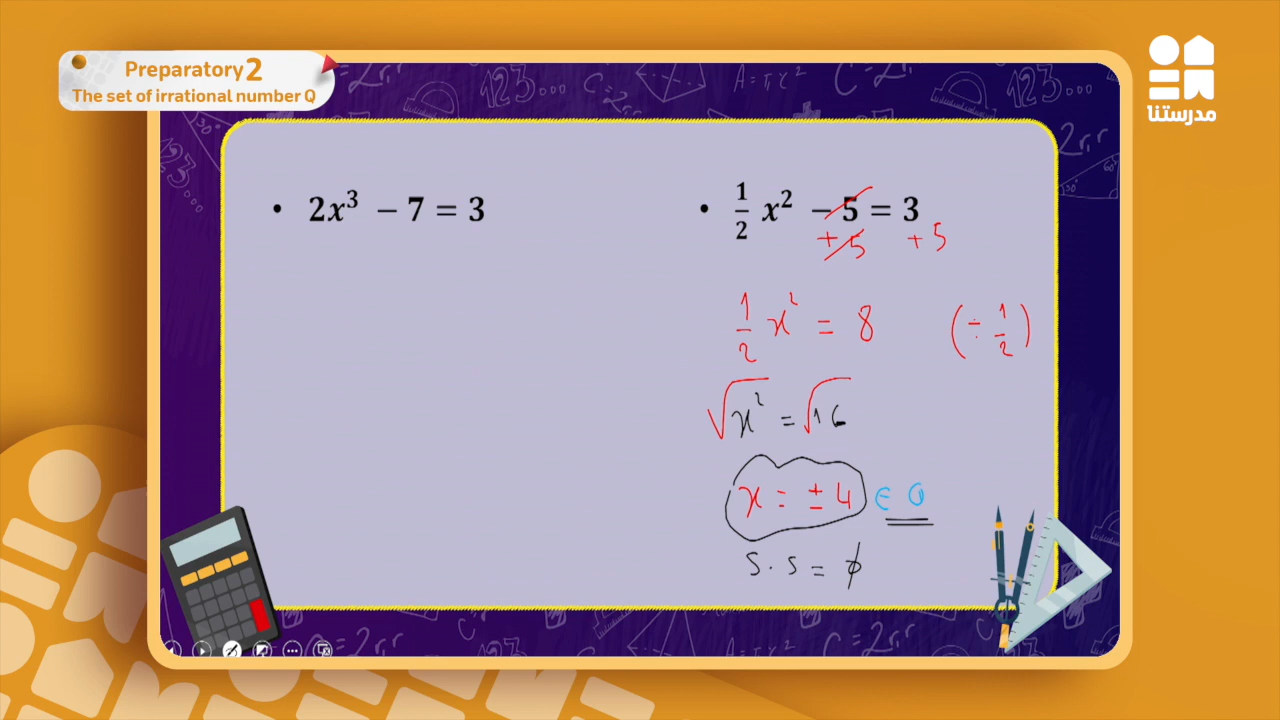 Preparatory 2
The set of irrational number Q
مدرستنا
• 2x³ − 7 = 3
• 1/2 x² − 5 = 3
+ 5 + 5
1/2 x² = 8 (÷ 1/2)
√x² = √16
x = ± 4 ∈ Q
S.S = ϕ